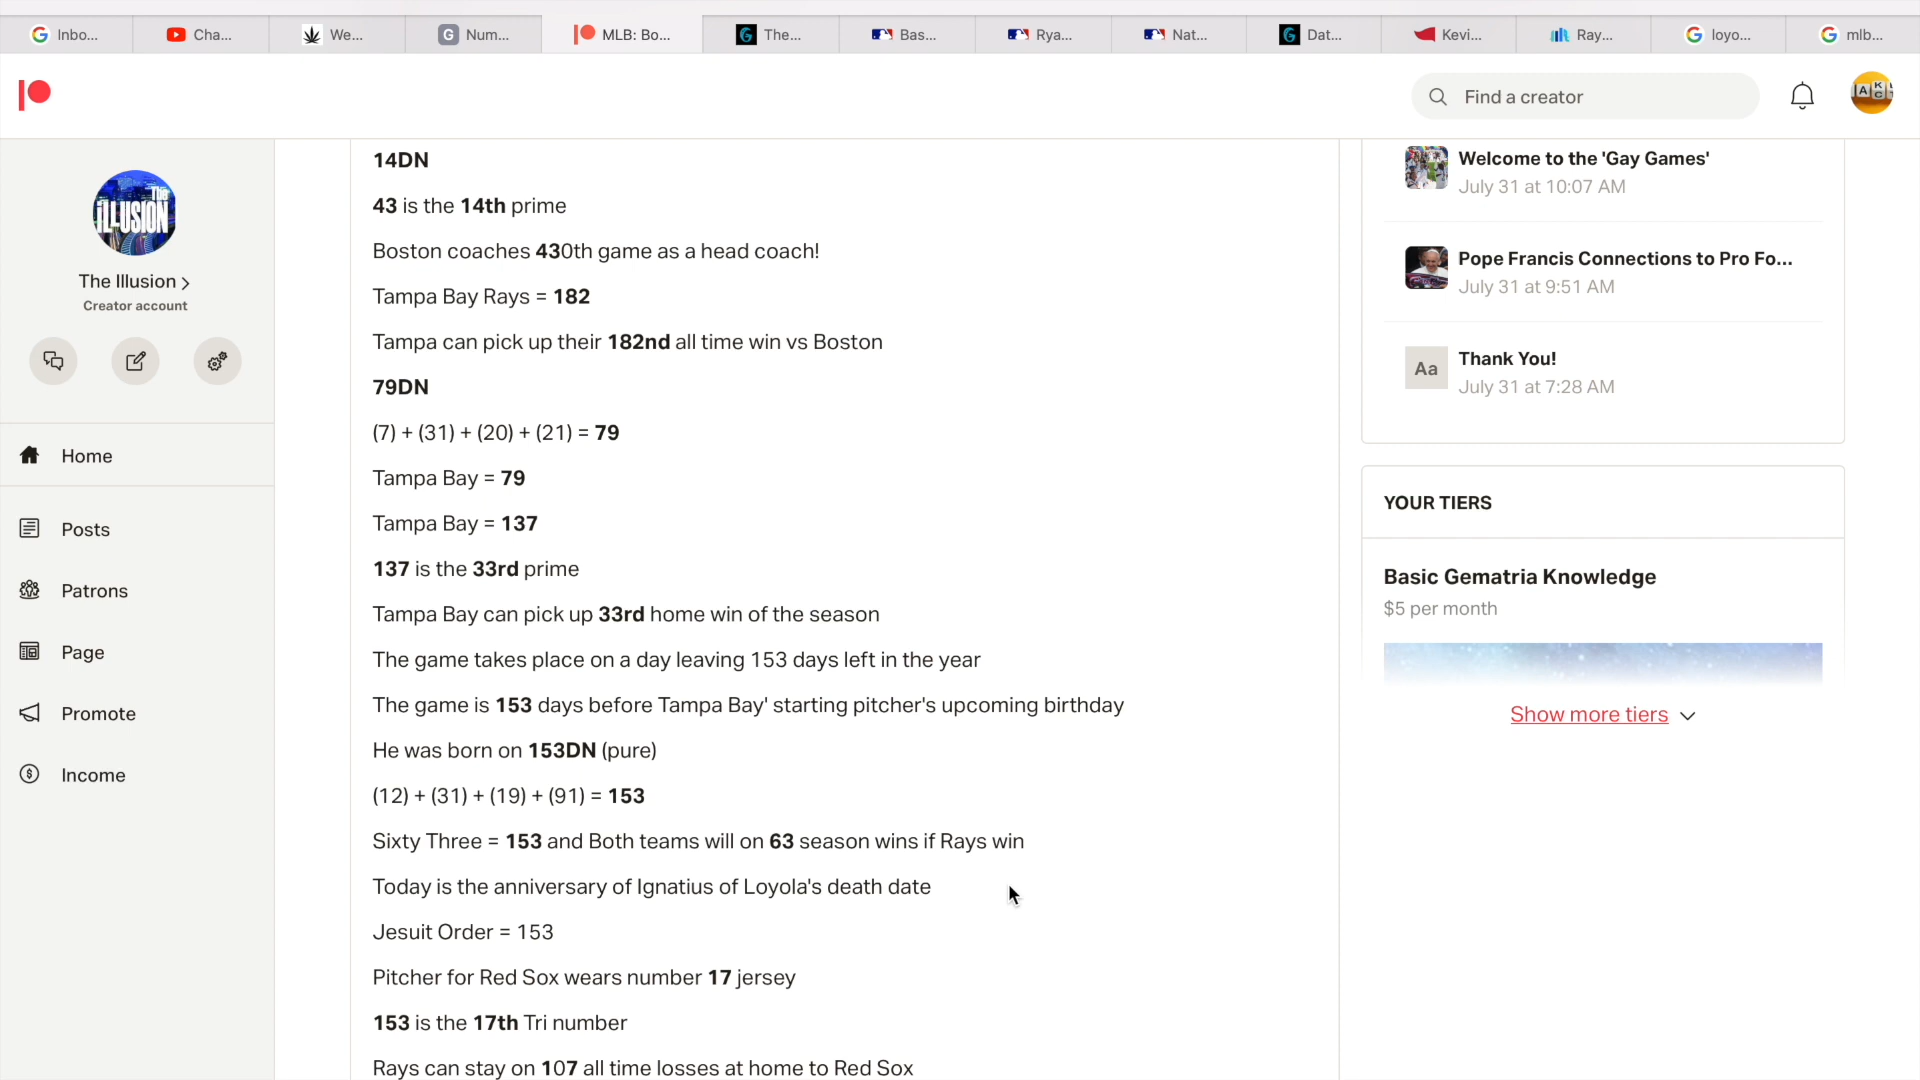 Inbo...
Cha...
We...
G Num...
MLB: Bo...
The...
Bas...
Rya...
Nat...
Dat...
Kevi...
Ray...
loyo...
mlb...
Find a creator
The ILLUSION
The Illusion >
Creator account
Home
Posts
Patrons
Page
Promote
Income
14DN
43 is the 14th prime
Boston coaches 430th game as a head coach!
Tampa Bay Rays = 182
Tampa can pick up their 182nd all time win vs Boston
79DN
(7) + (31) + (20) + (21) = 79
Tampa Bay = 79
Tampa Bay = 137
137 is the 33rd prime
Tampa Bay can pick up 33rd home win of the season
The game takes place on a day leaving 153 days left in the year
The game is 153 days before Tampa Bay' starting pitcher's upcoming birthday
He was born on 153DN (pure)
(12) + (31) + (19) + (91) = 153
Sixty Three = 153 and Both teams will on 63 season wins if Rays win
Today is the anniversary of Ignatius of Loyola's death date
Jesuit Order = 153
Pitcher for Red Sox wears number 17 jersey
153 is the 17th Tri number
Rays can stay on 107 all time losses at home to Red Sox
Welcome to the 'Gay Games'
July 31 at 10:07 AM
Pope Francis Connections to Pro Fo...
July 31 at 9:51 AM
Aa
Thank You!
July 31 at 7:28 AM
YOUR TIERS
Basic Gematria Knowledge
$5 per month
Show more tiers